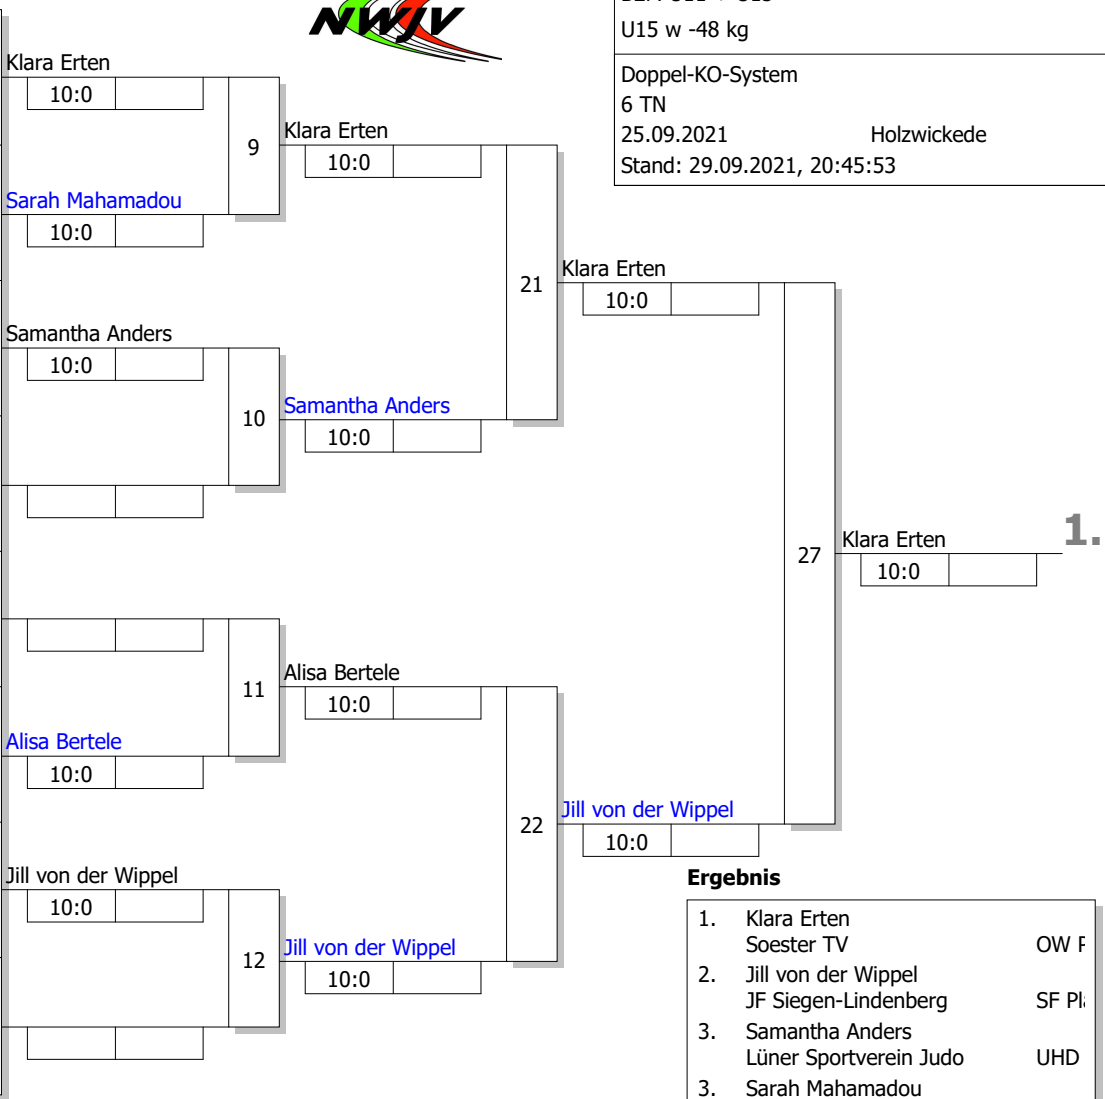 NWJV
U15 w -48 kg
Doppel-KO-System
6 TN
25.09.2021 Holzwickede
Stand: 29.09.2021, 20:45:53
Klara Erten
10:0
9
Sarah Mahamadou
10:0
Klara Erten
10:0
21
Samantha Anders
10:0
10
Samantha Anders
10:0
Klara Erten
10:0
27
Klara Erten
10:0
1.
11
Alisa Bertele
10:0
Alisa Bertele
10:0
22
Jill von der Wippel
10:0
Jill von der Wippel
10:0
12
Jill von der Wippel
10:0
Ergebnis
1. Klara Erten
Soester TV OW
2. Jill von der Wippel
JF Siegen-Lindenberg SF
3. Samantha Anders
Lüner Sportverein Judo UHD
3. Sarah Mahamadou